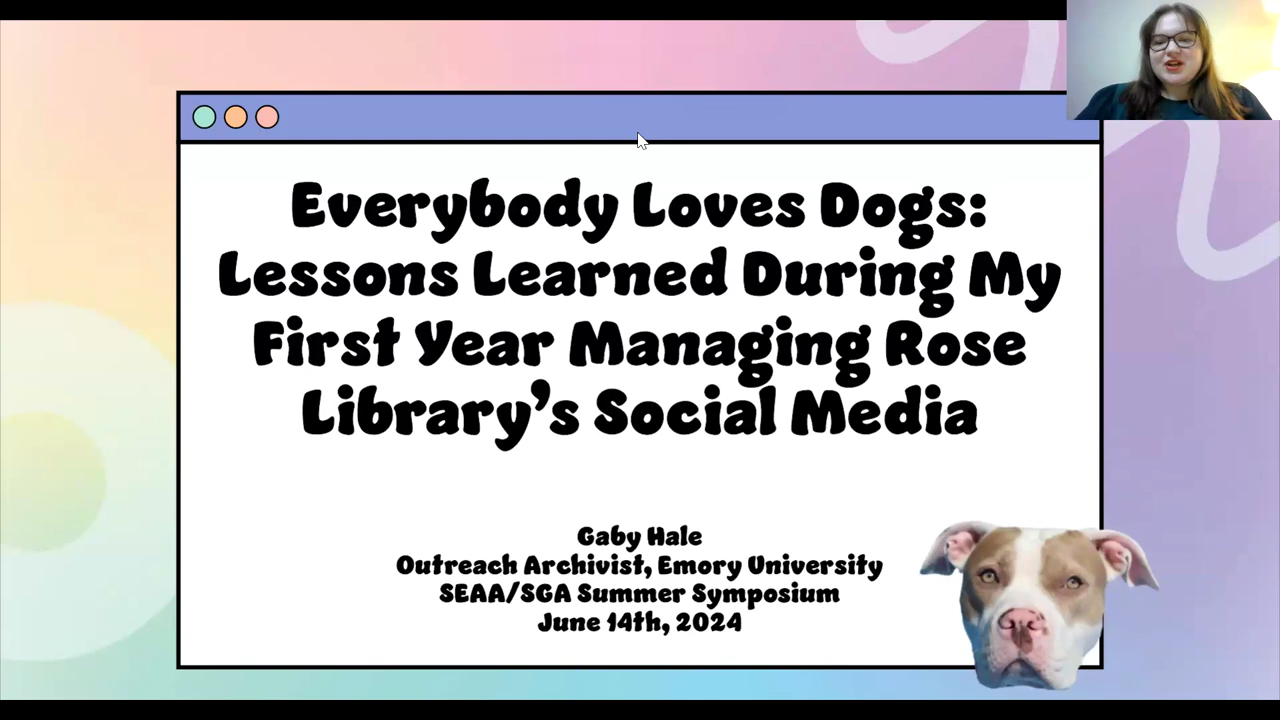 Everybody Loves Dogs:
Lessons Learned During My
First Year Managing Rose
Library's Social Media
Gaby Hale
Outreach Archivist, Emory University
SEAA/SGA Summer Symposium
June 14th, 2024